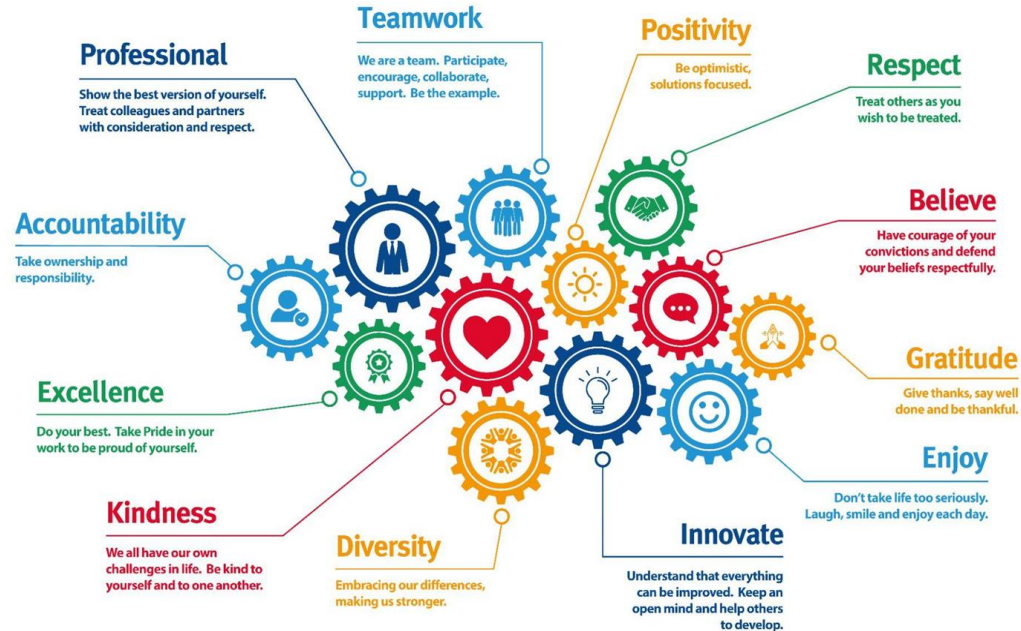 Professional
Show the best version of yourself.
Treat colleagues and partners
with consideration and respect.
Teamwork
We are a team. Participate,
encourage, collaborate,
support. Be the example.
Positivity
Be optimistic,
solutions focused.
Respect
Treat others as you
wish to be treated.
Accountability
Take ownership and
responsibility.
Believe
Have courage of your
convictions and defend
your beliefs respectfully.
Excellence
Do your best. Take Pride in your
work to be proud of yourself.
Gratitude
Give thanks, say well
done and be thankful.
Kindness
We all have our own
challenges in life. Be kind to
yourself and to one another.
Diversity
Embracing our differences,
making us stronger.
Innovate
Understand that everything
can be improved. Keep an
open mind and help others
to develop.
Enjoy
Don't take life too seriously.
Laugh, smile and enjoy each day.